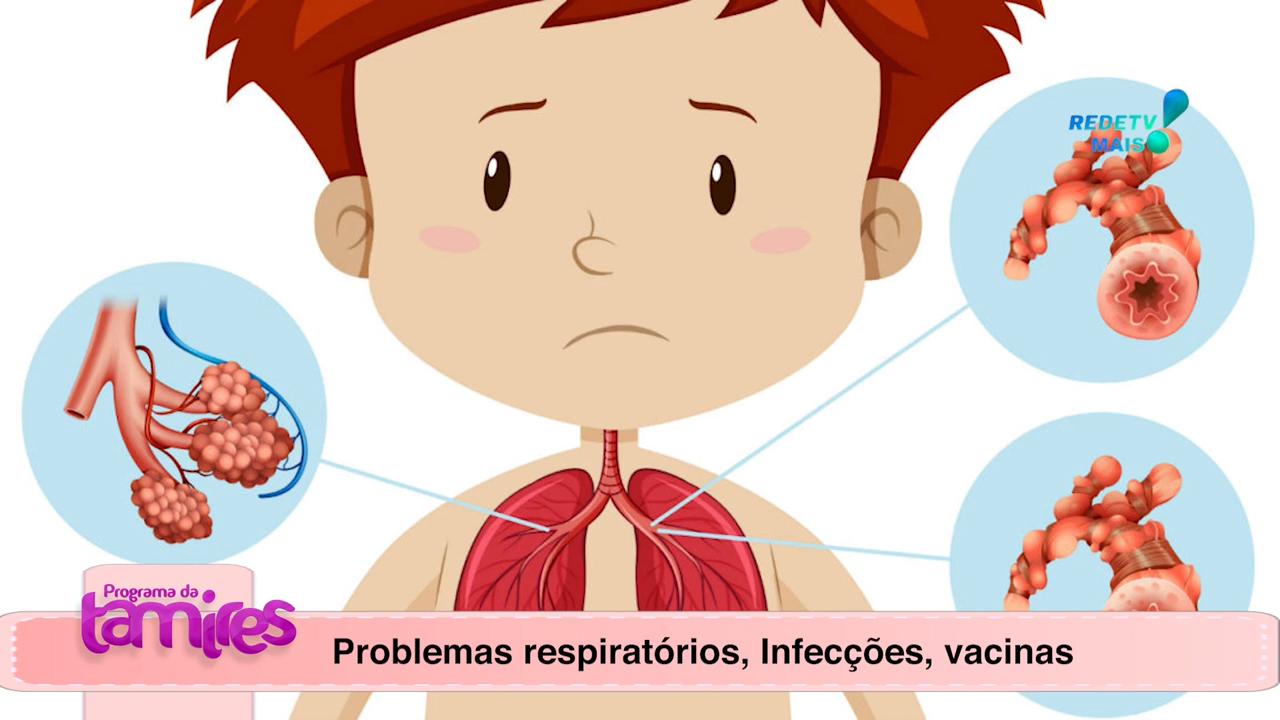 REDETV
MAIS
Programa da
tamires
Problemas respiratórios, Infecções, vacinas